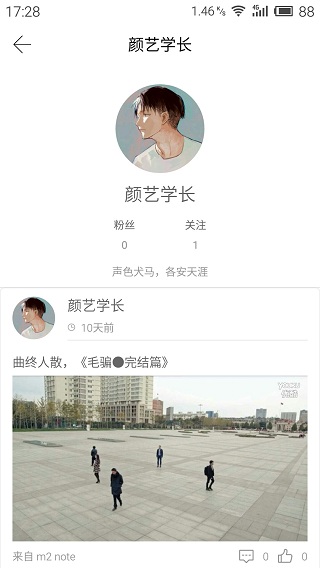 17:28
1.46 K/s
4G
88
颜艺学长
颜艺学长
粉丝
关注
0
1
声色犬马，各安天涯
颜艺学长
10天前
曲终人散，《毛骗●完结篇》
优酷
来自 m2 note
0
0